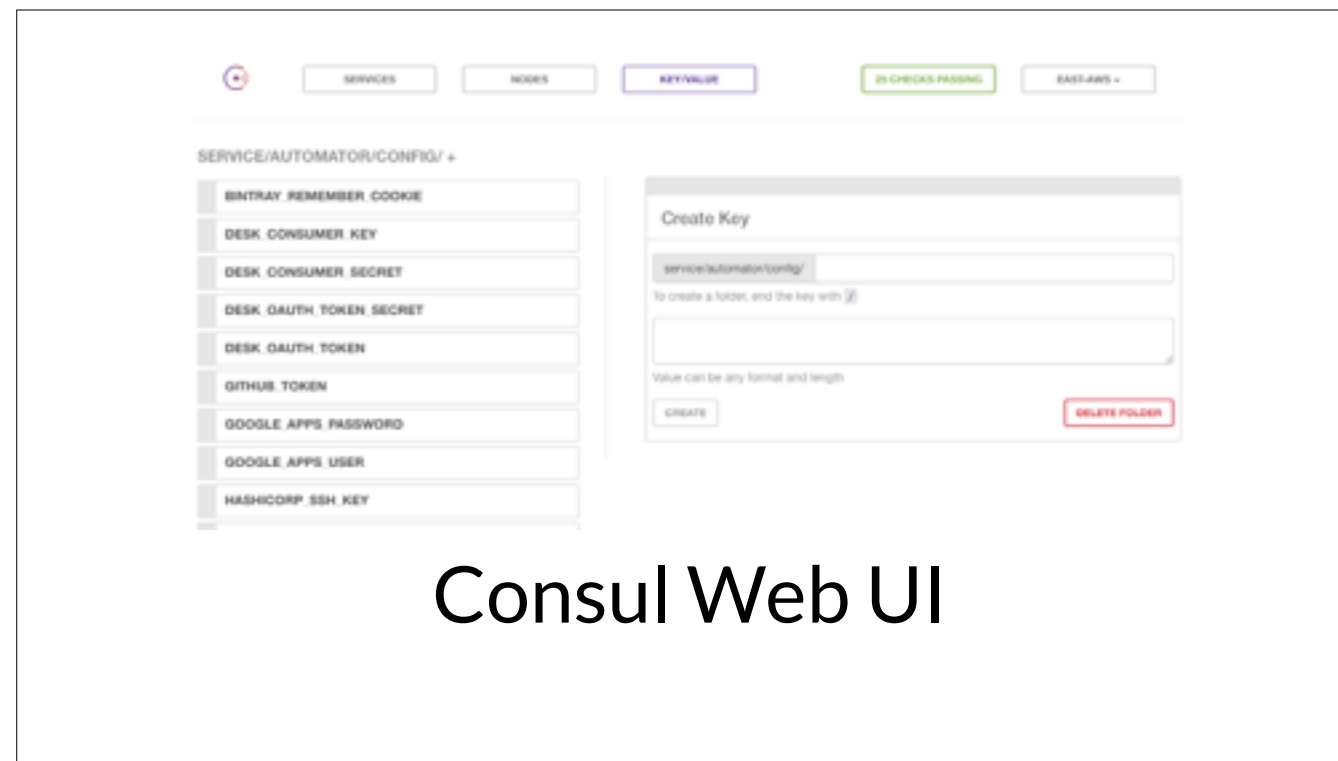 SERVICES NODES KEY/VALUE 25 CHECKS PASSING EAST-AWS
SERVICE/AUTOMATOR/CONFIG/ +
BINTRAY_REMEMBER_COOKIE
DESK_CONSUMER_KEY
DESK_CONSUMER_SECRET
DESK_OAUTH_TOKEN_SECRET
DESK_OAUTH_TOKEN
GITHUB_TOKEN
GOOGLE_APPS_PASSWORD
GOOGLE_APPS_USER
HASHICORP_SSH_KEY
Create Key
service/automator/config/
To create a folder, end the key with /
Value can be any format and length
CREATE DELETE FOLDER
Consul Web UI